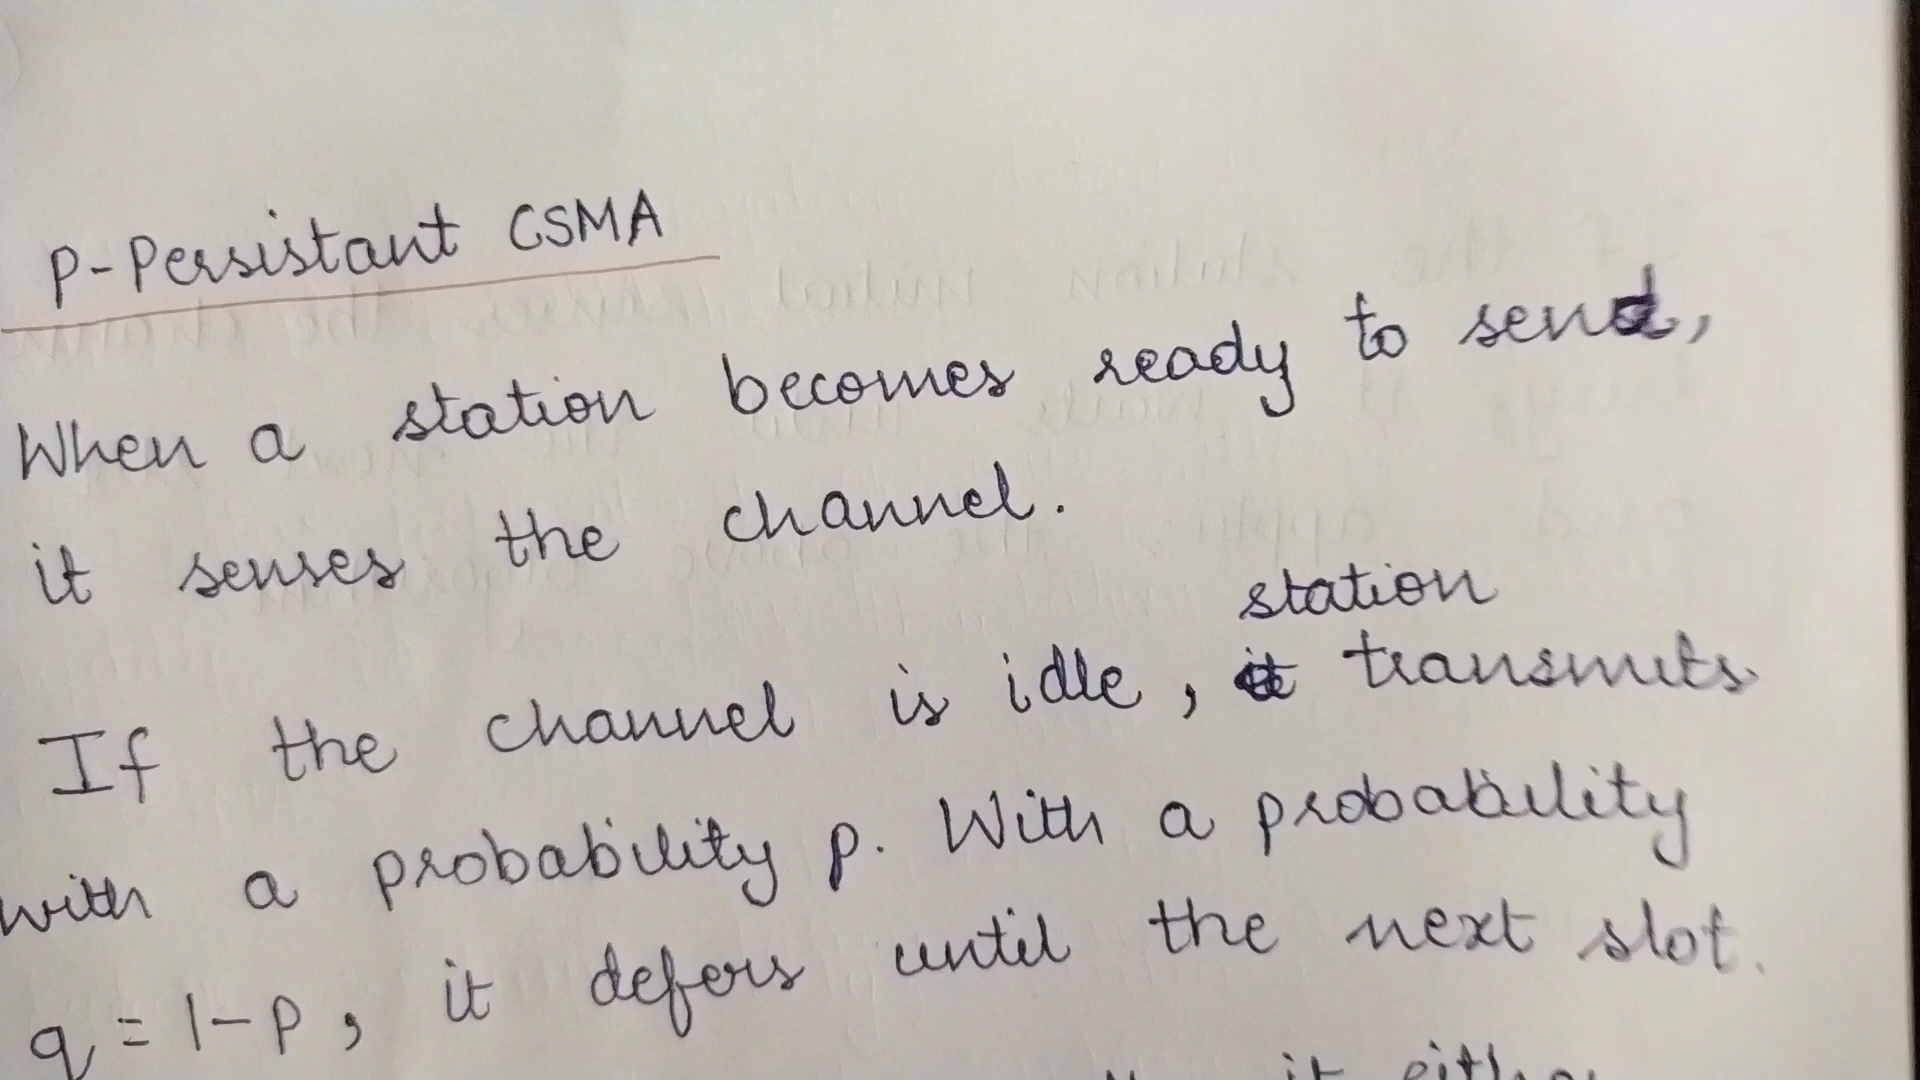 P-Persistant CSMA
When a station becomes ready to send,
it senses the channel.
station
If the channel is idle, transmits
with a probability p. With a probability
q = 1-p, it defers until the next slot.
it either